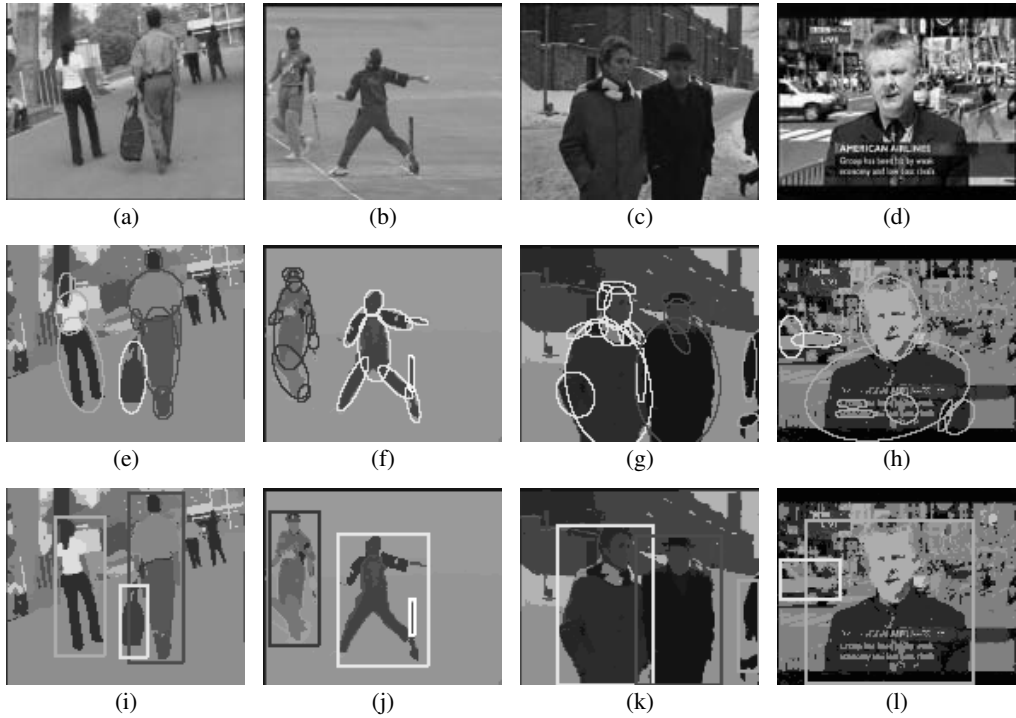 LIVE
AMERICAN AIRLINES
Group has been hit by weak
economy and low cost rivals
(a) (b) (c) (d)
(e) (f) (g) (h)
(i) (j) (k) (l)